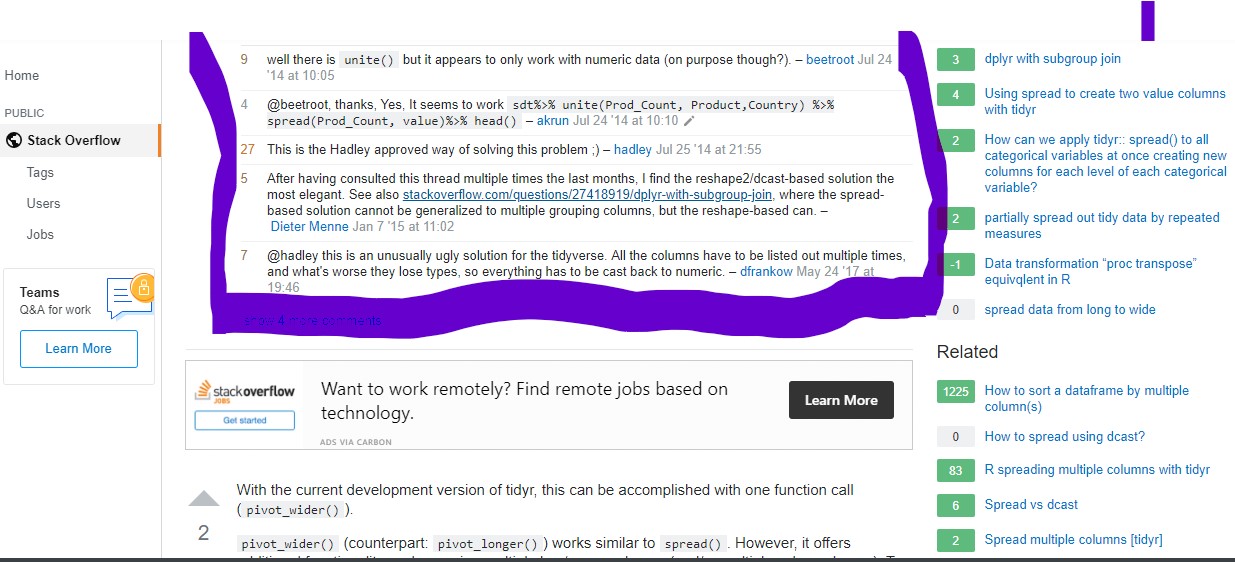 Home
PUBLIC
Stack Overflow
Tags
Users
Jobs
Teams
Q&A for work
Learn More
9 well there is unite() but it appears to only work with numeric data (on purpose though?). – beetroot Jul 24
'14 at 10:05
4 @beetroot, thanks, Yes, It seems to work sdt%>% unite(Prod_Count, Product,Country) %>%
spread(Prod_Count, value)%>% head() – akrun Jul 24 '14 at 10:10
27 This is the Hadley approved way of solving this problem ;) – hadley Jul 25 '14 at 21:55
5 After having consulted this thread multiple times the last months, I find the reshape2/dcast-based solution the
most elegant. See also stackoverflow.com/questions/27418919/dplyr-with-subgroup-join, where the spread-
based solution cannot be generalized to multiple grouping columns, but the reshape-based can. –
Dieter Menne Jan 7 '15 at 11:02
7 @hadley this is an unusually ugly solution for the tidyverse. All the columns have to be listed out multiple times,
and what's worse they lose types, so everything has to be cast back to numeric. – dfrankow May 24 '17 at
19:46
show 4 more comments
stackoverflow
JOBS
Get started
Want to work remotely? Find remote jobs based on
technology.
Learn More
ADS VIA CARBON
2
With the current development version of tidyr, this can be accomplished with one function call
( pivot_wider() ).
pivot_wider() (counterpart: pivot_longer() ) works similar to spread() . However, it offers
3 dplyr with subgroup join
4 Using spread to create two value columns
with tidyr
2 How can we apply tidyr:: spread() to all
categorical variables at once creating new
columns for each level of each categorical
variable?
2 partially spread out tidy data by repeated
measures
-1 Data transformation “proc transpose”
equivqlent in R
0 spread data from long to wide
Related
1225 How to sort a dataframe by multiple
column(s)
0 How to spread using dcast?
83 R spreading multiple columns with tidyr
6 Spread vs dcast
2 Spread multiple columns [tidyr]